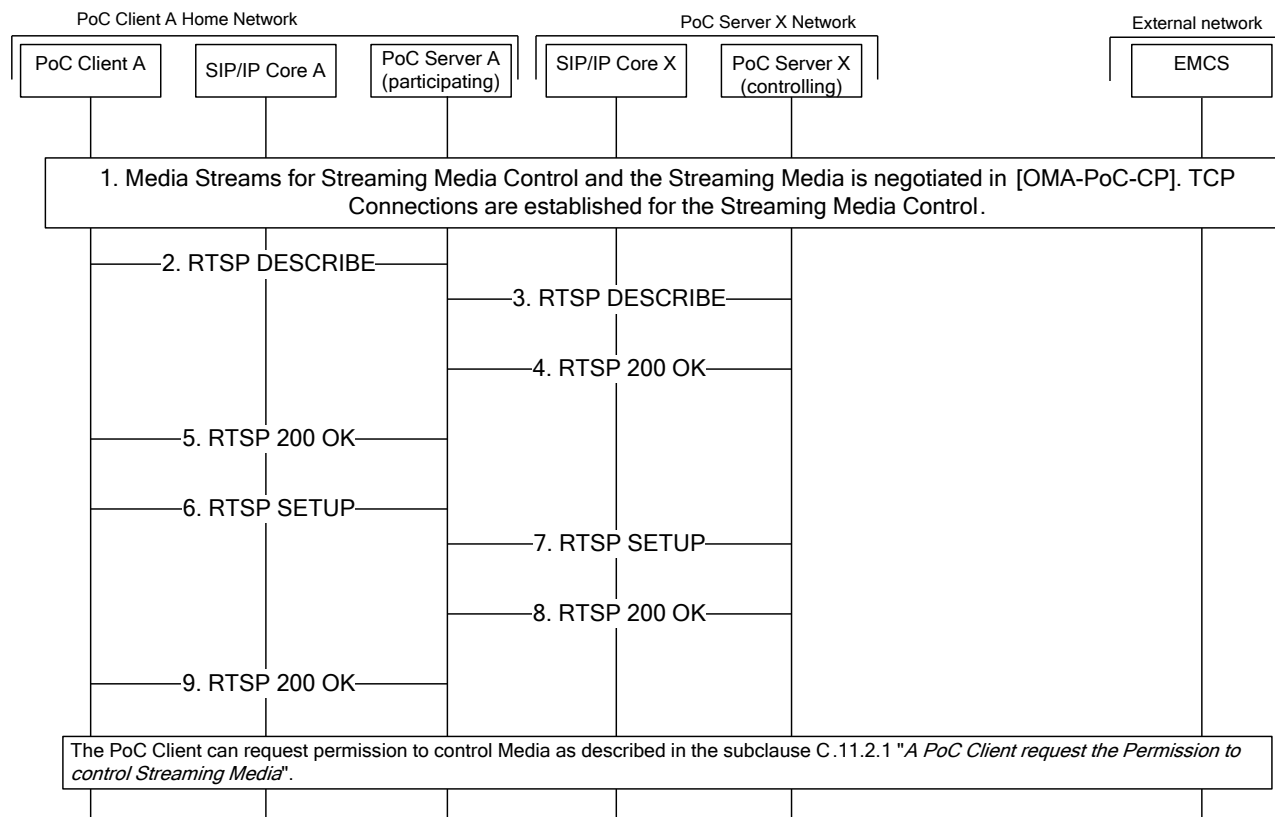 PoC Client A Home Network
PoC Server X Network
External network
PoC Client A
SIP/IP Core A
PoC Server A
(participating)
SIP/IP Core X
PoC Server X
(controlling)
EMCS
1. Media Streams for Streaming Media Control and the Streaming Media is negotiated in [OMA-PoC-CP]. TCP
Connections are established for the Streaming Media Control.
2. RTSP DESCRIBE
3. RTSP DESCRIBE
4. RTSP 200 OK
5. RTSP 200 OK
6. RTSP SETUP
7. RTSP SETUP
8. RTSP 200 OK
9. RTSP 200 OK
The PoC Client can request permission to control Media as described in the subclause C.11.2.1 "A PoC Client request the Permission to
control Streaming Media".